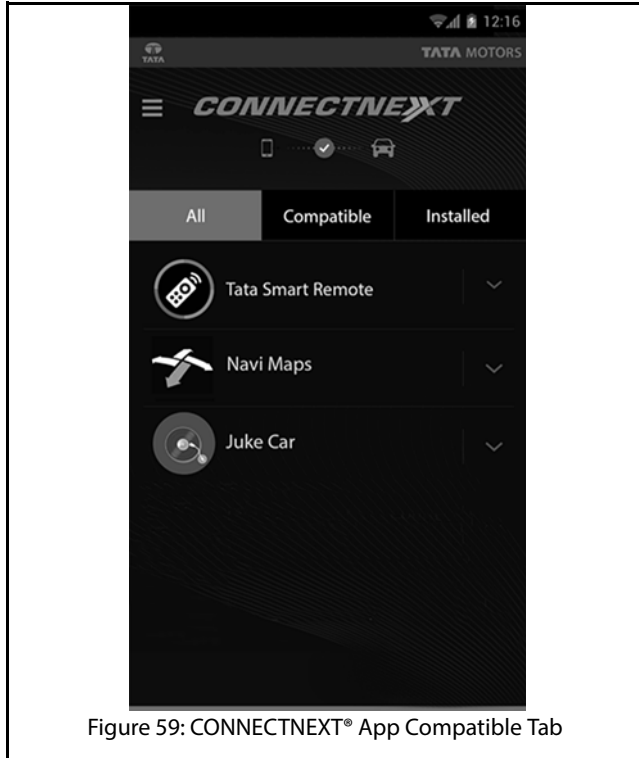 12:16
TATA
TATA MOTORS
CONNECTNEXT
All Compatible Installed
Tata Smart Remote
Navi Maps
Juke Car
Figure 59: CONNECTNEXT® App Compatible Tab